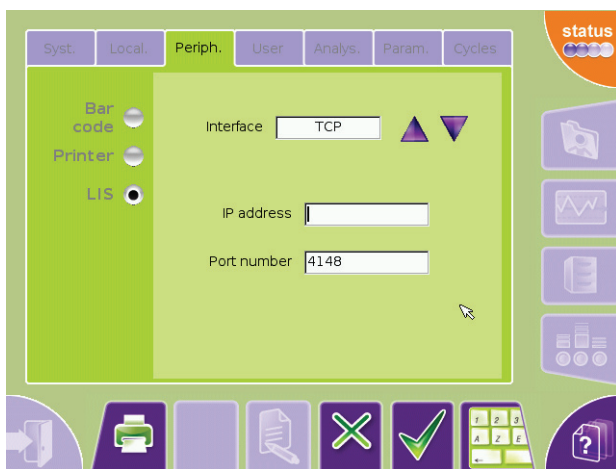 status
Syst.
Local.
Periph.
User
Analys.
Param.
Cycles
Bar
code
Printer
LIS
Interface
TCP
IP address
Port number
4148
1 2 3
A Z E
?